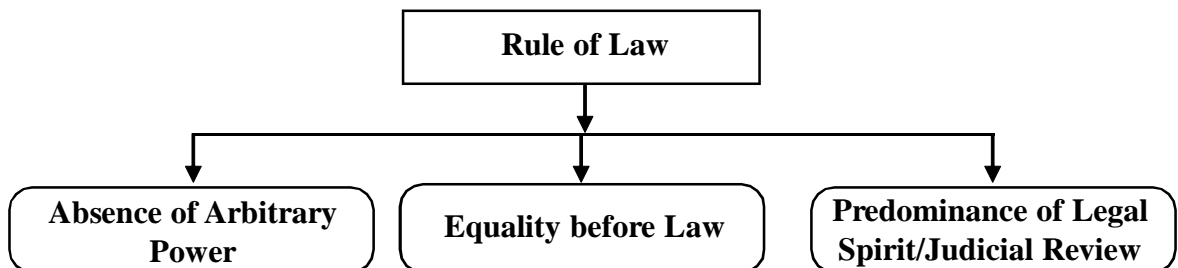 Rule of Law
Absence of Arbitrary
Power
Equality before Law
Predominance of Legal
Spirit/Judicial Review